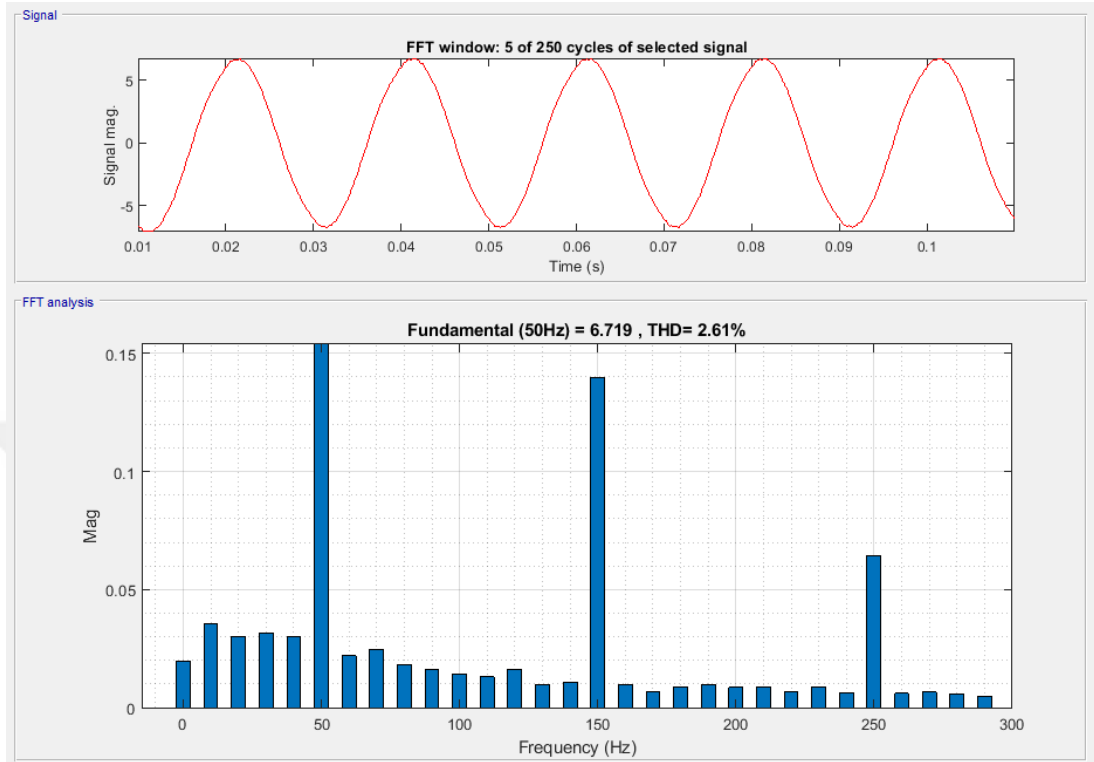 Signal
FFT window: 5 of 250 cycles of selected signal
5
0
-5
Signal mag.
0.01 0.02 0.03 0.04 0.05 0.06 0.07 0.08 0.09 0.1
Time (s)
FFT analysis
Fundamental (50Hz) = 6.719 , THD= 2.61%
0.15
0.1
0.05
0
Mag
0 50 100 150 200 250 300
Frequency (Hz)